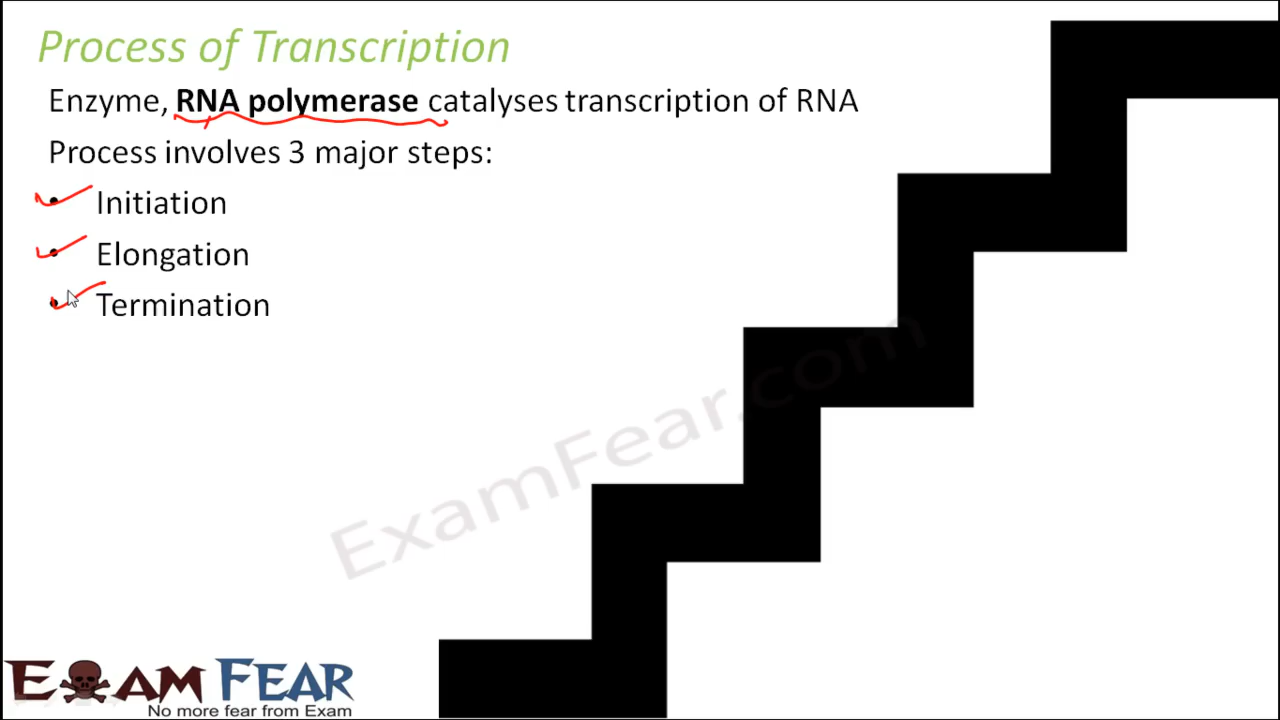 Process of Transcription
Enzyme, RNA polymerase catalyses transcription of RNA
Process involves 3 major steps:
• Initiation
• Elongation
• Termination
ExamFear.com
EXAM FEAR
No more fear from Exam